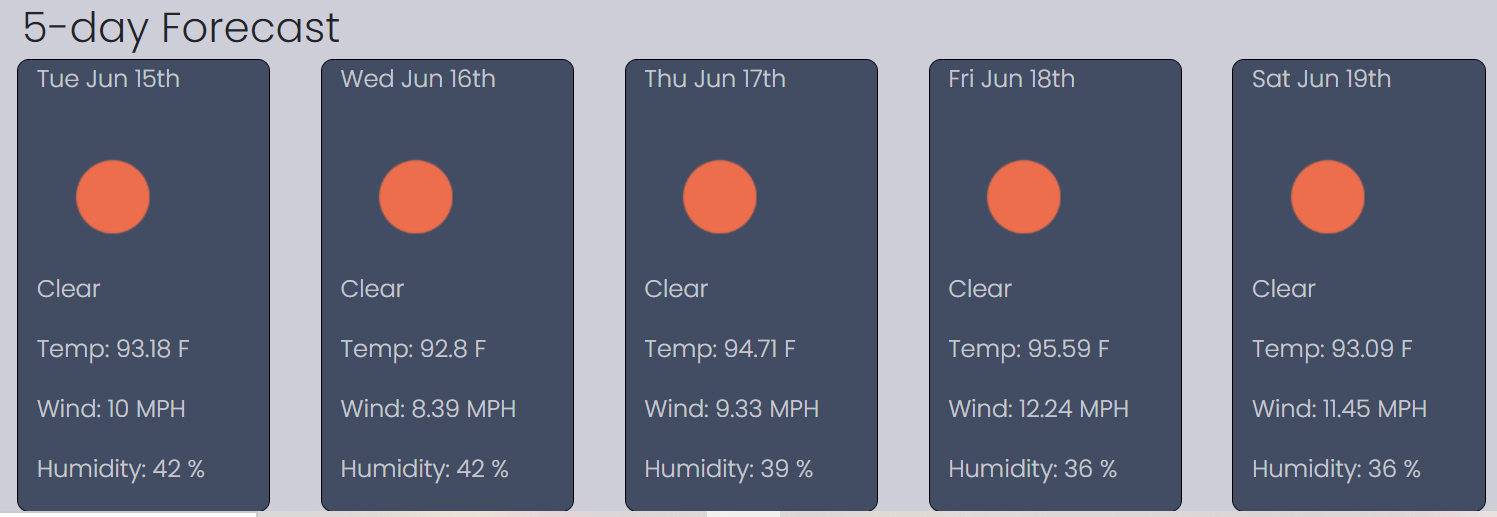 5-day Forecast
Tue Jun 15th
Clear
Temp: 93.18 F
Wind: 10 MPH
Humidity: 42 %
Wed Jun 16th
Clear
Temp: 92.8 F
Wind: 8.39 MPH
Humidity: 42 %
Thu Jun 17th
Clear
Temp: 94.71 F
Wind: 9.33 MPH
Humidity: 39 %
Fri Jun 18th
Clear
Temp: 95.59 F
Wind: 12.24 MPH
Humidity: 36 %
Sat Jun 19th
Clear
Temp: 93.09 F
Wind: 11.45 MPH
Humidity: 36 %